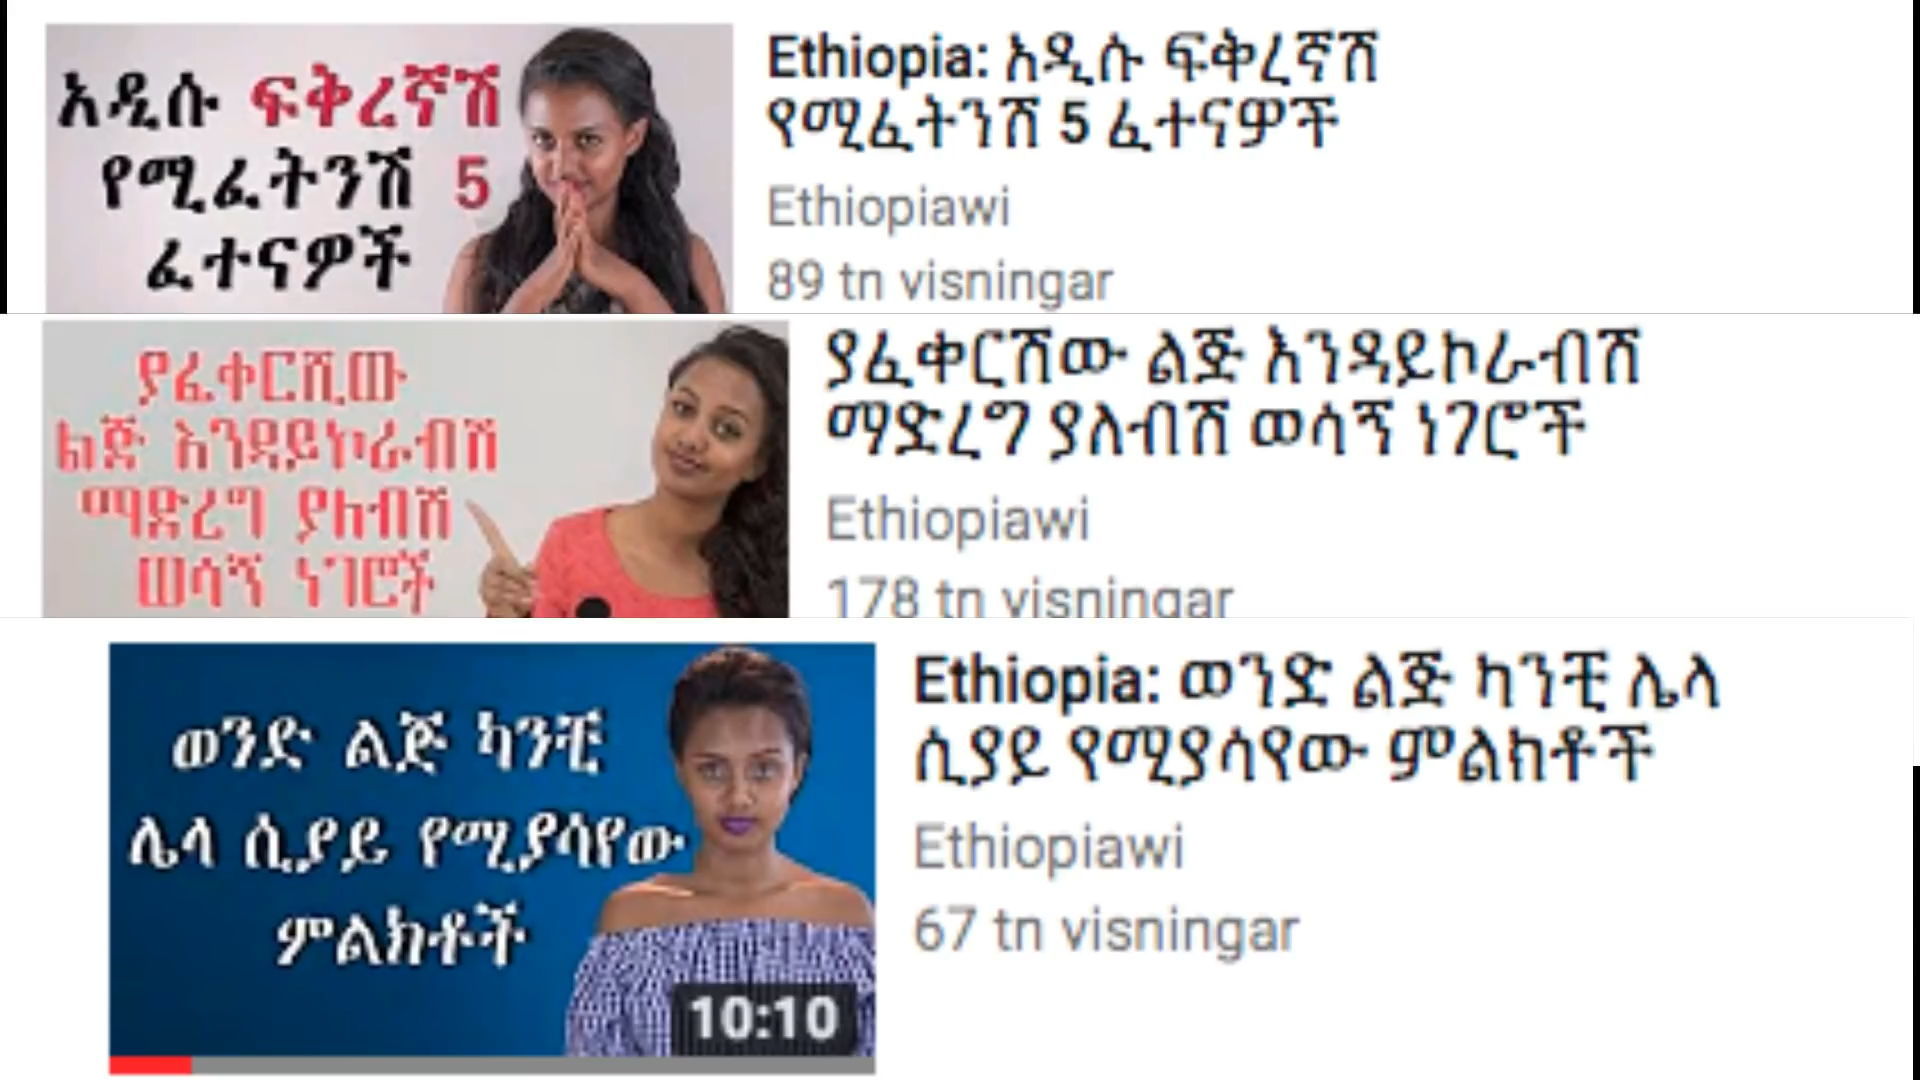 አዲሱ ፍቅረኛሽ
የሚፈትንሽ 5
ፈተናዎች
Ethiopia: አዲሱ ፍቅረኛሽ
የሚፈትንሽ 5 ፈተናዎች
Ethiopiawi
89 tn visningar
ያፈቀርሺው
ልጅ እንዳይኮራብሽ
ማድረግ ያለብሽ
ወሳኝ ነገሮች
ያፈቀርሽው ልጅ እንዳይኮራብሽ
ማድረግ ያለብሽ ወሳኝ ነገሮች
Ethiopiawi
178 tn visningar
ወንድ ልጅ ካንቺ
ሌላ ሲያይ የሚያሳየው
ምልክቶች
10:10
Ethiopia: ወንድ ልጅ ካንቺ ሌላ
ሲያይ የሚያሳየው ምልክቶች
Ethiopiawi
67 tn visningar